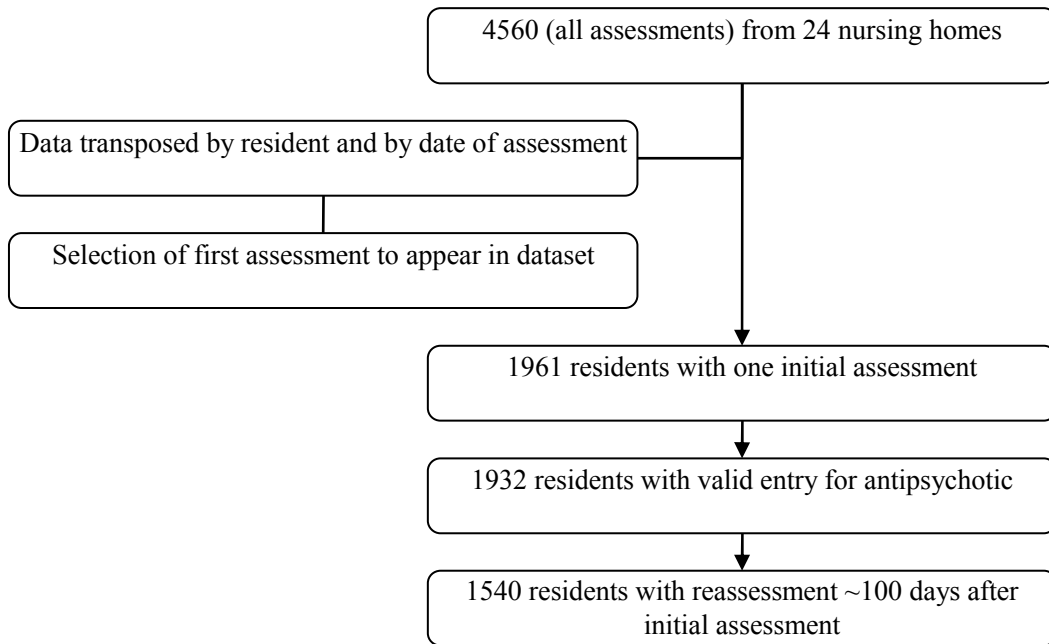 4560 (all assessments) from 24 nursing homes
Data transposed by resident and by date of assessment
Selection of first assessment to appear in dataset
1961 residents with one initial assessment
1932 residents with valid entry for antipsychotic
1540 residents with reassessment ~100 days after
initial assessment